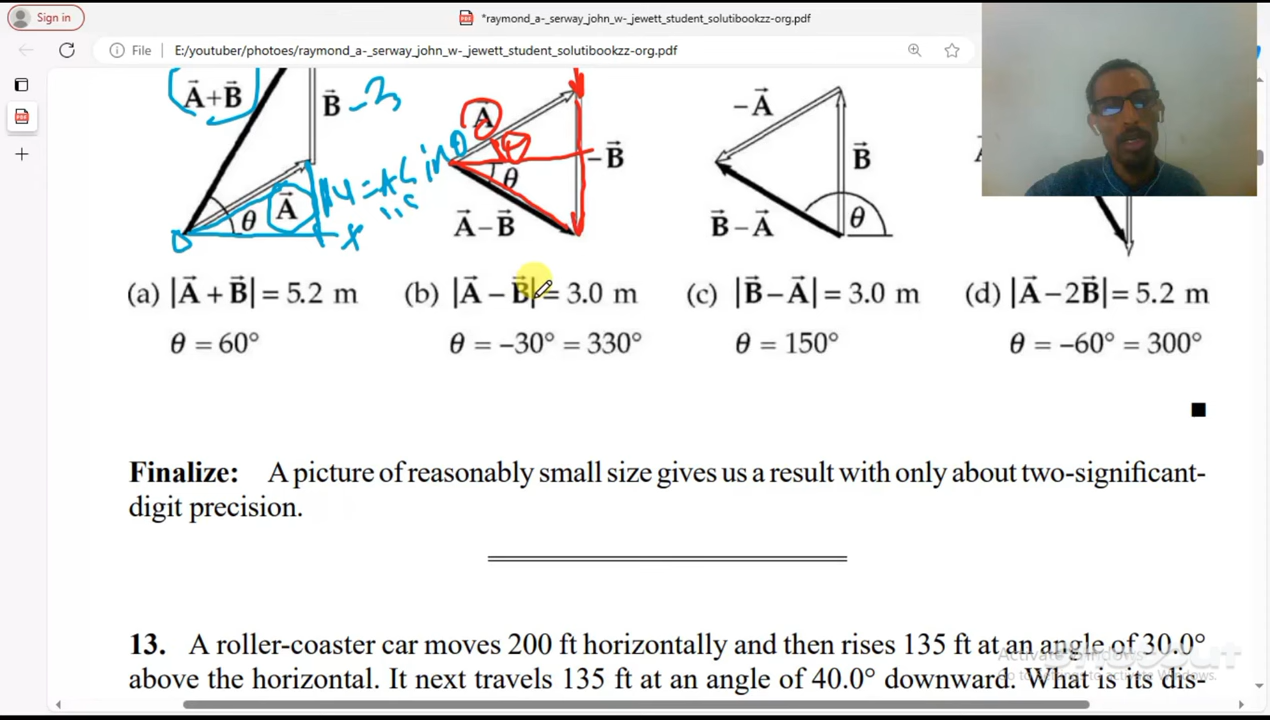 Sign in
*raymond_a-_serway_john_w-_jewett_student_solutibookzz-org.pdf
File E:/youtuber/photoes/raymond_a-_serway_john_w-_jewett_student_solutibookzz-org.pdf
A⃗+B⃗
B⃗ -3
A⃗
θ
x
A⃗
θ
θ
-B⃗
A⃗-B⃗
-A⃗
B⃗
B⃗-A⃗
θ
(a) |A⃗ + B⃗| = 5.2 m (b) |A⃗ - B⃗| = 3.0 m (c) |B⃗ - A⃗| = 3.0 m (d) |A⃗ - 2B⃗| = 5.2 m
θ = 60° θ = -30° = 330° θ = 150° θ = -60° = 300°
Finalize: A picture of reasonably small size gives us a result with only about two-significant-
digit precision.
13. A roller-coaster car moves 200 ft horizontally and then rises 135 ft at an angle of 30.0°
above the horizontal. It next travels 135 ft at an angle of 40.0° downward. What is its dis-
Activate Windows